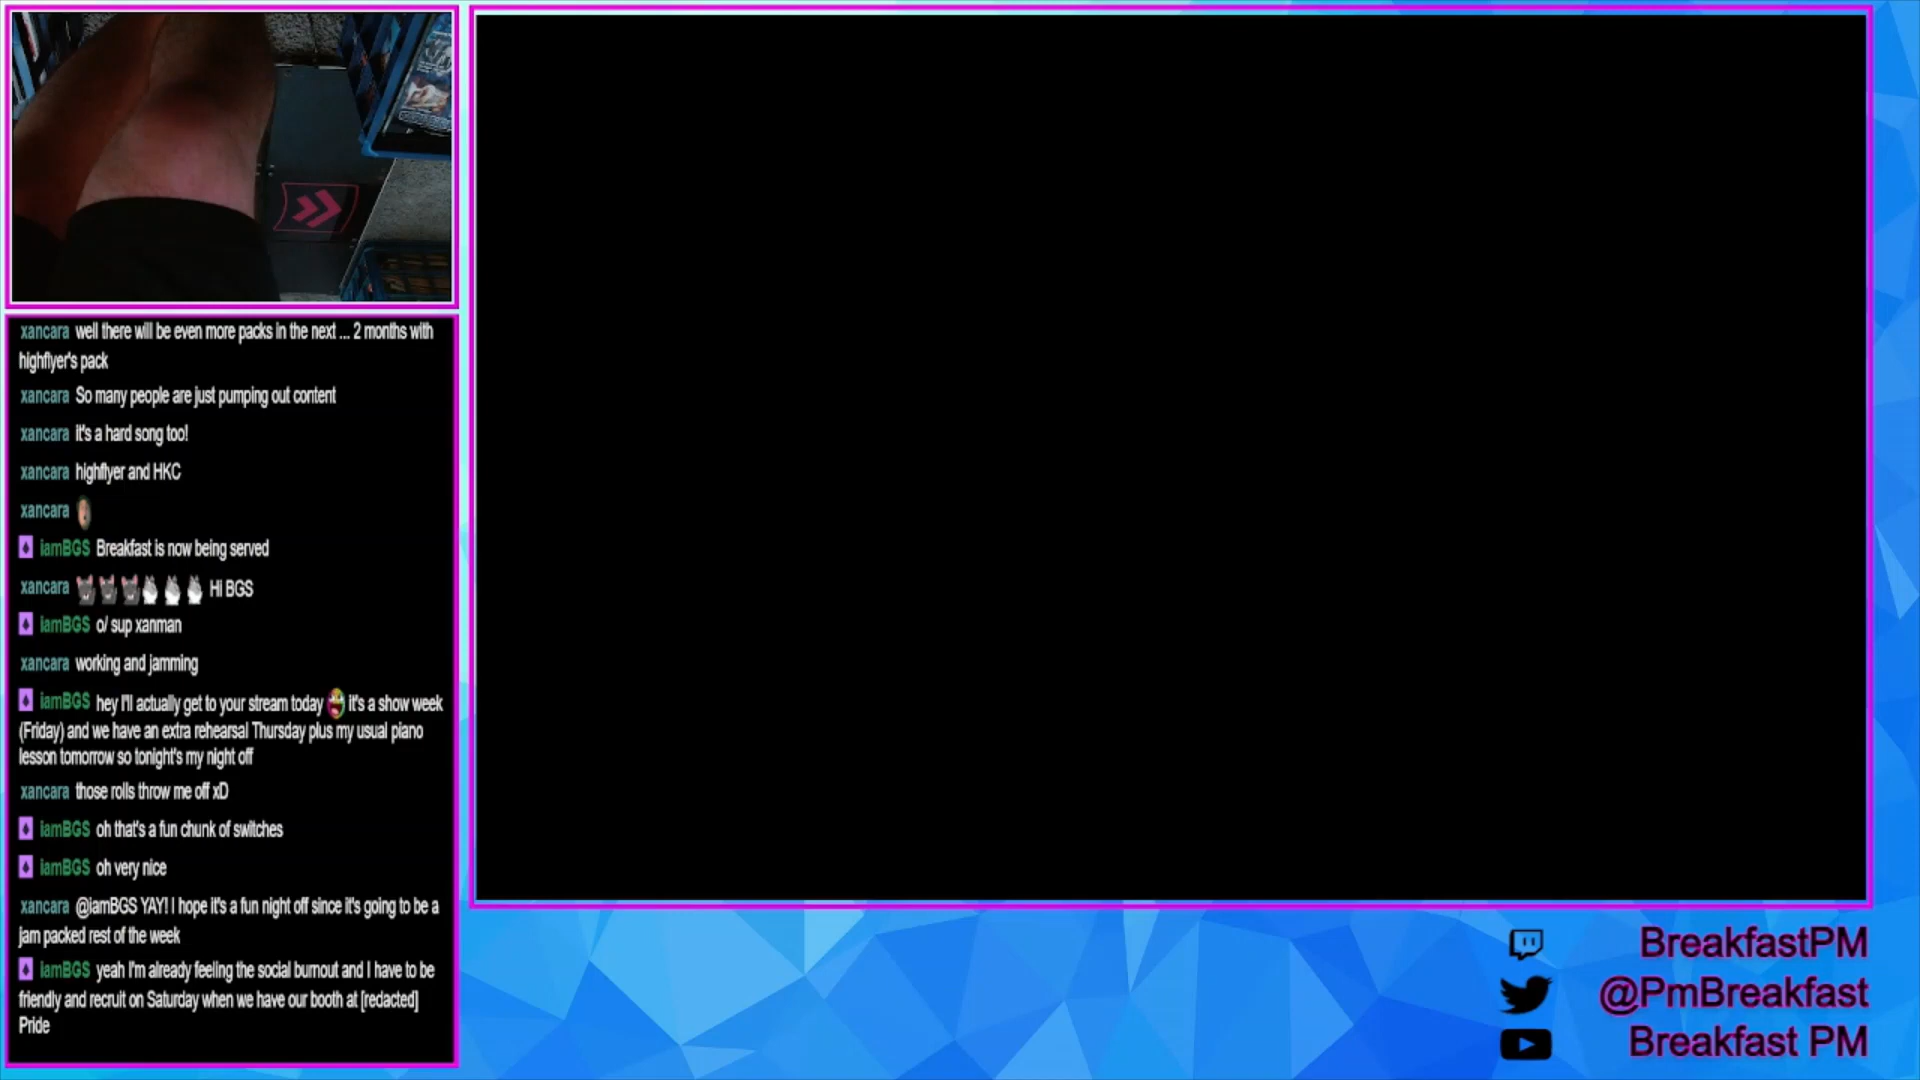 xancara well there will be even more packs in the next ... 2 months with
highflyer's pack
xancara So many people are just pumping out content
xancara it's a hard song too!
xancara highflyer and HKC
xancara
iamBGS Breakfast is now being served
xancara Hi BGS
iamBGS o/ sup xanman
xancara working and jamming
iamBGS hey I'll actually get to your stream today it's a show week
(Friday) and we have an extra rehearsal Thursday plus my usual piano
lesson tomorrow so tonight's my night off
xancara those rolls throw me off xD
iamBGS oh that's a fun chunk of switches
iamBGS oh very nice
xancara @iamBGS YAY! I hope it's a fun night off since it's going to be a
jam packed rest of the week
iamBGS yeah I'm already feeling the social burnout and I have to be
friendly and recruit on Saturday when we have our booth at [redacted]
Pride
BreakfastPM
@PmBreakfast
Breakfast PM